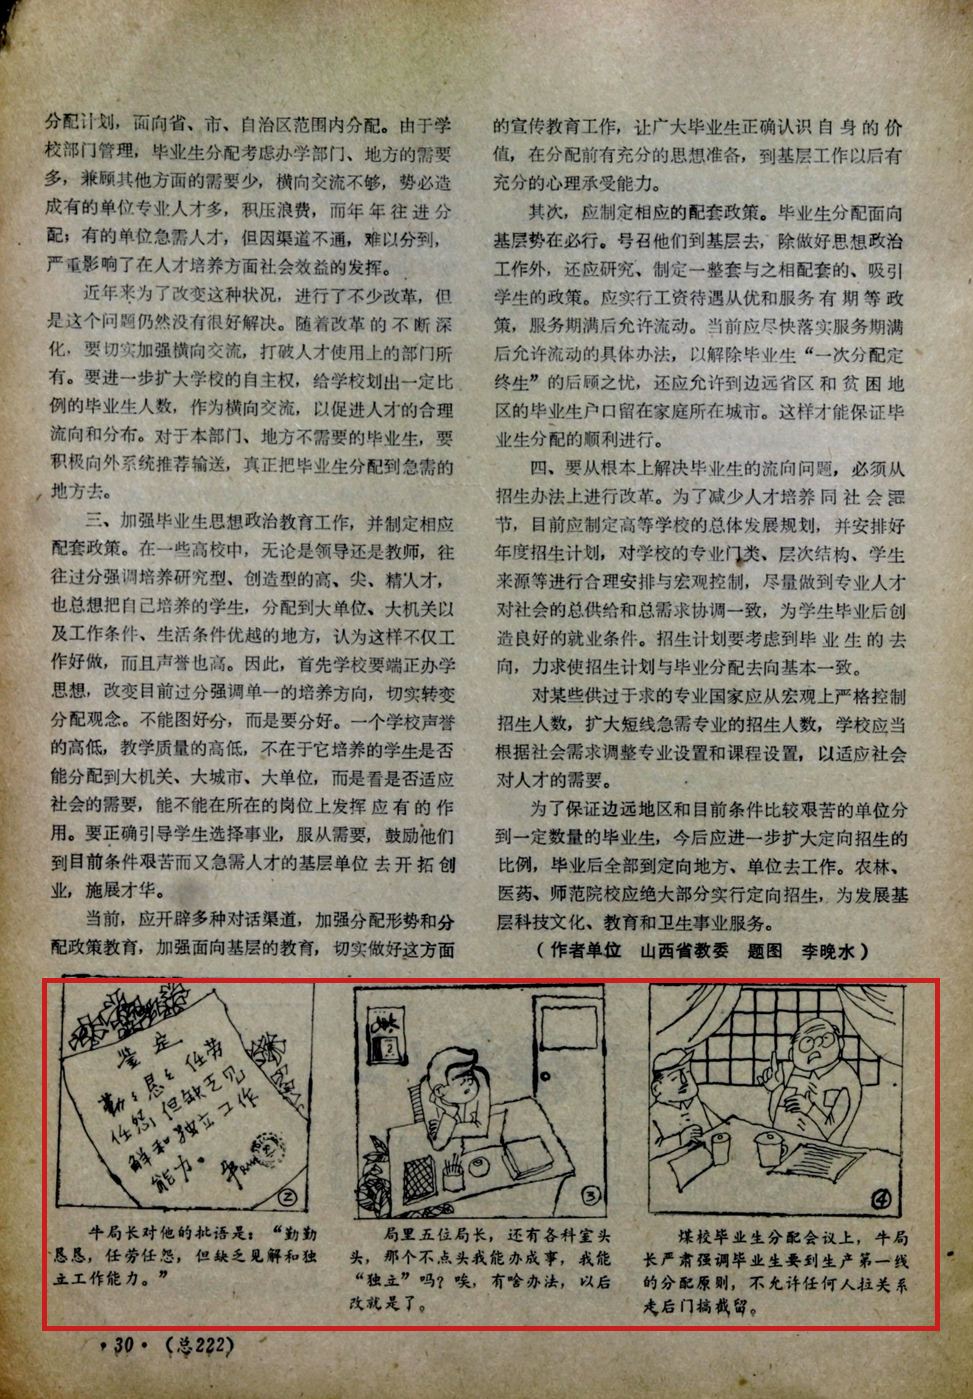 分配计划，面向省、市、自治区范围内分配。由于学
校部门管理，毕业生分配考虑办学部门、地方的需要
多，兼顾其他方面的需要少，横向交流不够，势必造
成有的单位专业人才多，积压浪费，而年年往进分
配；有的单位急需人才，但因渠道不通，难以分到，
严重影响了在人才培养方面社会效益的发挥。
近年来为了改变这种状况，进行了不少改革，但
是这个问题仍然没有很好解决。随着改革的不断深
化，要切实加强横向交流，打破人才使用上的部门所
有。要进一步扩大学校的自主权，给学校划出一定比
例的毕业生人数，作为横向交流，以促进人才的合理
流向和分布。对于本部门、地方不需要的毕业生，要
积极向外系统推荐输送，真正把毕业生分配到急需的
地方去。
三、加强毕业生思想政治教育工作，并制定相应
配套政策。在一些高校中，无论是领导还是教师，往
往过分强调培养研究型、创造型的高、尖、精人才，
也总想把自己培养的学生，分配到大单位、大机关以
及工作条件、生活条件优越的地方，认为这样不仅工
作好做，而且声誉也高。因此，首先学校要端正办学
思想，改变目前过分强调单一的培养方向，切实转变
分配观念。不能图好分，而是要分好。一个学校声誉
的高低，教学质量的高低，不在于它培养的学生是否
能分配到大机关、大城市、大单位，而是看是否适应
社会的需要，能不能在所在的岗位上发挥应有的作
用。要正确引导学生选择事业，服从需要，鼓励他们
到目前条件艰苦而又急需人才的基层单位去开拓创
业，施展才华。
当前，应开辟多种对话渠道，加强分配形势和分
配政策教育，加强面向基层的教育，切实做好这方面
的宣传教育工作，让广大毕业生正确认识自身的价
值，在分配前有充分的思想准备，到基层工作以后有
充分的心理承受能力。
其次，应制定相应的配套政策。毕业生分配面向
基层势在必行。号召他们到基层去，除做好思想政治
工作外，还应研究、制定一整套与之相配套的、吸引
学生的政策。应实行工资待遇从优和服务有期等政
策，服务期满后允许流动。当前应尽快落实服务期满
后允许流动的具体办法，以解除毕业生“一次分配定
终生”的后顾之忧，还应允许到边远省区和贫困地
区的毕业生户口留在家庭所在城市。这样才能保证毕
业生分配的顺利进行。
四、要从根本上解决毕业生的流向问题，必须从
招生办法上进行改革。为了减少人才培养同社会
节，目前应制定高等学校的总体发展规划，并安排好
年度招生计划，对学校的专业门类、层次结构、学生
来源等进行合理安排与宏观控制，尽量做到专业人才
对社会的总供给和总需求协调一致，为学生毕业后创
造良好的就业条件。招生计划要考虑到毕业生的去
向，力求使招生计划与毕业分配去向基本一致。
对某些供过于求的专业国家应从宏观上严格控制
招生人数，扩大短线急需专业的招生人数，学校应当
根据社会需求调整专业设置和课程设置，以适应社会
对人才的需要。
为了保证边远地区和目前条件比较艰苦的单位分
到一定数量的毕业生，今后应进一步扩大定向招生的
比例，毕业后全部到定向地方、单位去工作。农林、
医药、师范院校应绝大部分实行定向招生，为发展基
层科技文化、教育和卫生事业服务。
（作者单位 山西省教委 题图 李晚水）
鉴定
勤勤恳恳任劳
任怨，但缺乏见
解和独立工作
能力。
②
牛局长对他的批语是：“勤勤
恳恳，任劳任怨，但缺乏见解和独
立工作能力。”
③
局里五位局长，还有各科室头
头，那个不点头我能办成事，我能
“独立”吗？唉，有啥办法，以后
改就是了。
④
煤校毕业生分配会议上，牛局
长严肃强调毕业生要到生产第一线
的分配原则，不允许任何人拉关系
走后门搞截留。
·30·（总222）